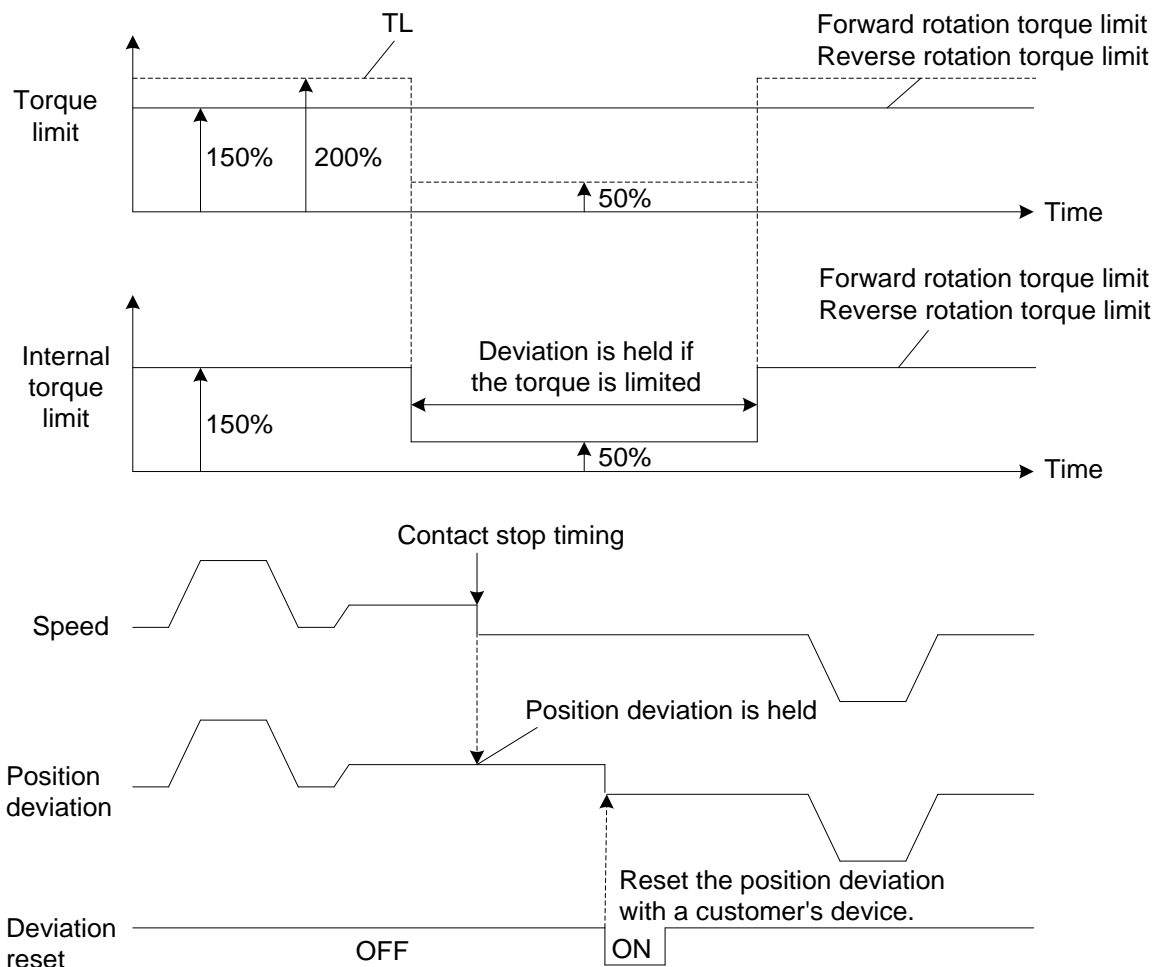 TL
Forward rotation torque limit
Reverse rotation torque limit
Torque
limit
150%
200%
50%
Time
Forward rotation torque limit
Reverse rotation torque limit
Internal
torque
limit
Deviation is held if
the torque is limited
150%
50%
Time
Contact stop timing
Speed
Position deviation is held
Position
deviation
Reset the position deviation
with a customer's device.
Deviation
reset
OFF
ON